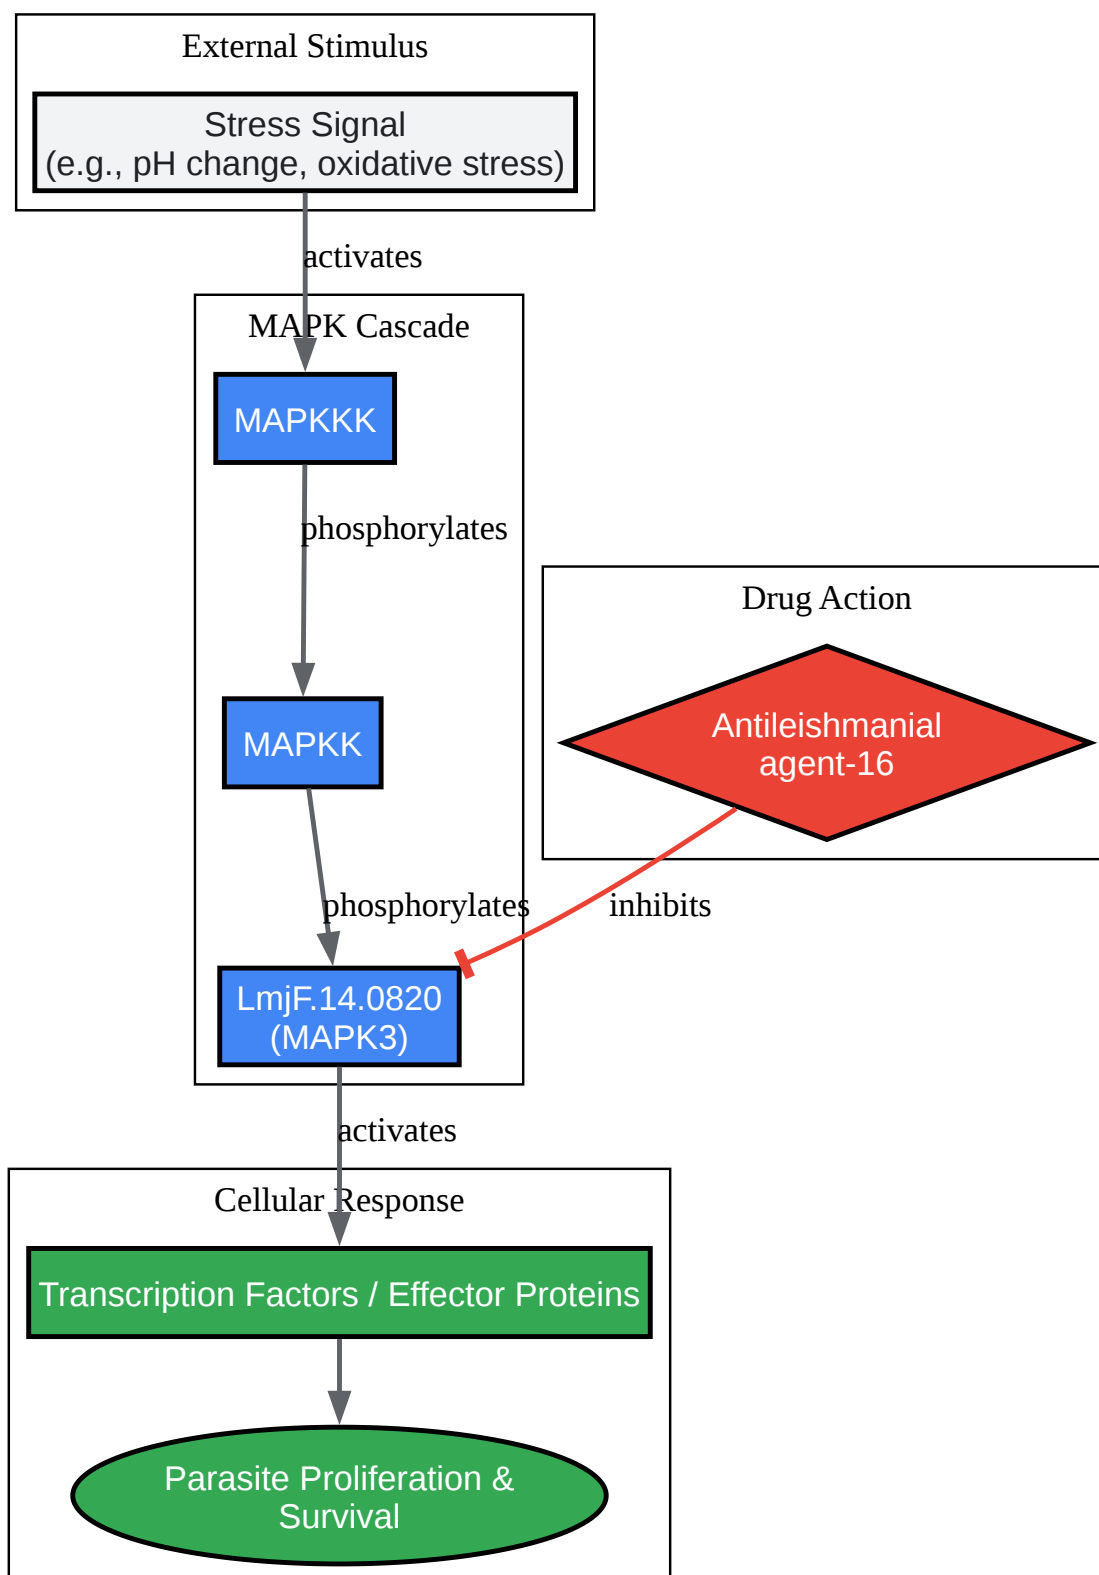 External Stimulus
Stress Signal
(e.g., pH change, oxidative stress)
activates
MAPK Cascade
MAPKKK
phosphorylates
Drug Action
Antileishmanial
agent-16
MAPKK
phosphorylates
inhibits
LmjF.14.0820
(MAPK3)
activates
Cellular Response
Transcription Factors / Effector Proteins
Parasite Proliferation &
Survival